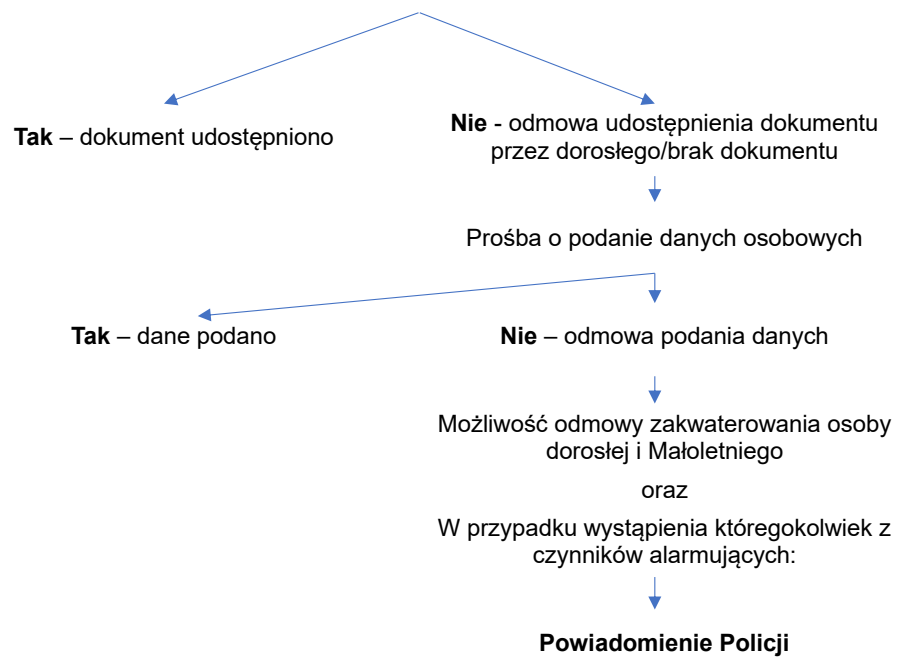 Tak – dokument udostępniono
Nie - odmowa udostępnienia dokumentu
przez dorosłego/brak dokumentu
Prośba o podanie danych osobowych
Tak – dane podano
Nie – odmowa podania danych
Możliwość odmowy zakwaterowania osoby
dorosłej i Małoletniego
oraz
W przypadku wystąpienia któregokolwiek z
czynników alarmujących:
Powiadomienie Policji